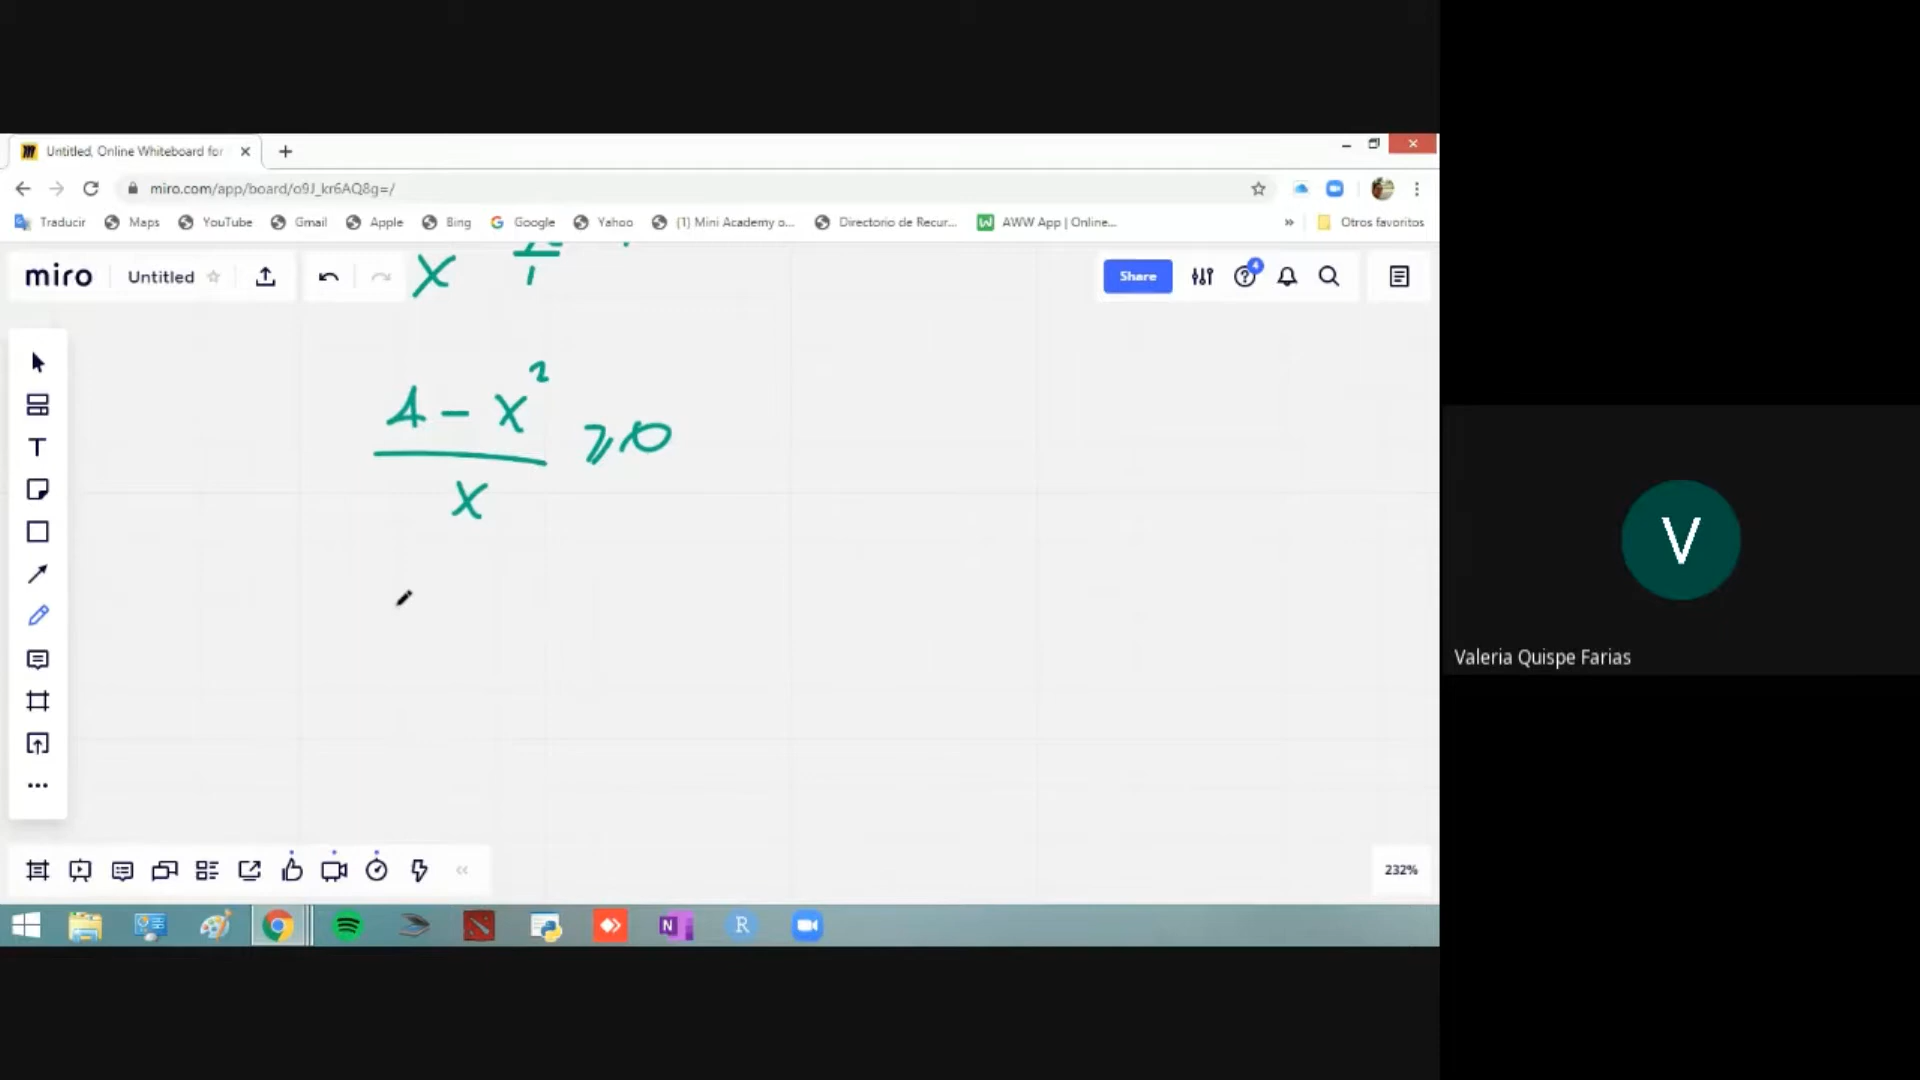 Untitled, Online Whiteboard for
miro.com/app/board/o9J_kr6AQ8g=/
Traducir Maps YouTube Gmail Apple Bing Google Yahoo (1) Mini Academy o... Directorio de Recur... AWW App | Online... » Otros favoritos
miro Untitled
x
1
Share
4
4 - x²
≥0
x
T
V
Valeria Quispe Farias
232%
N
R